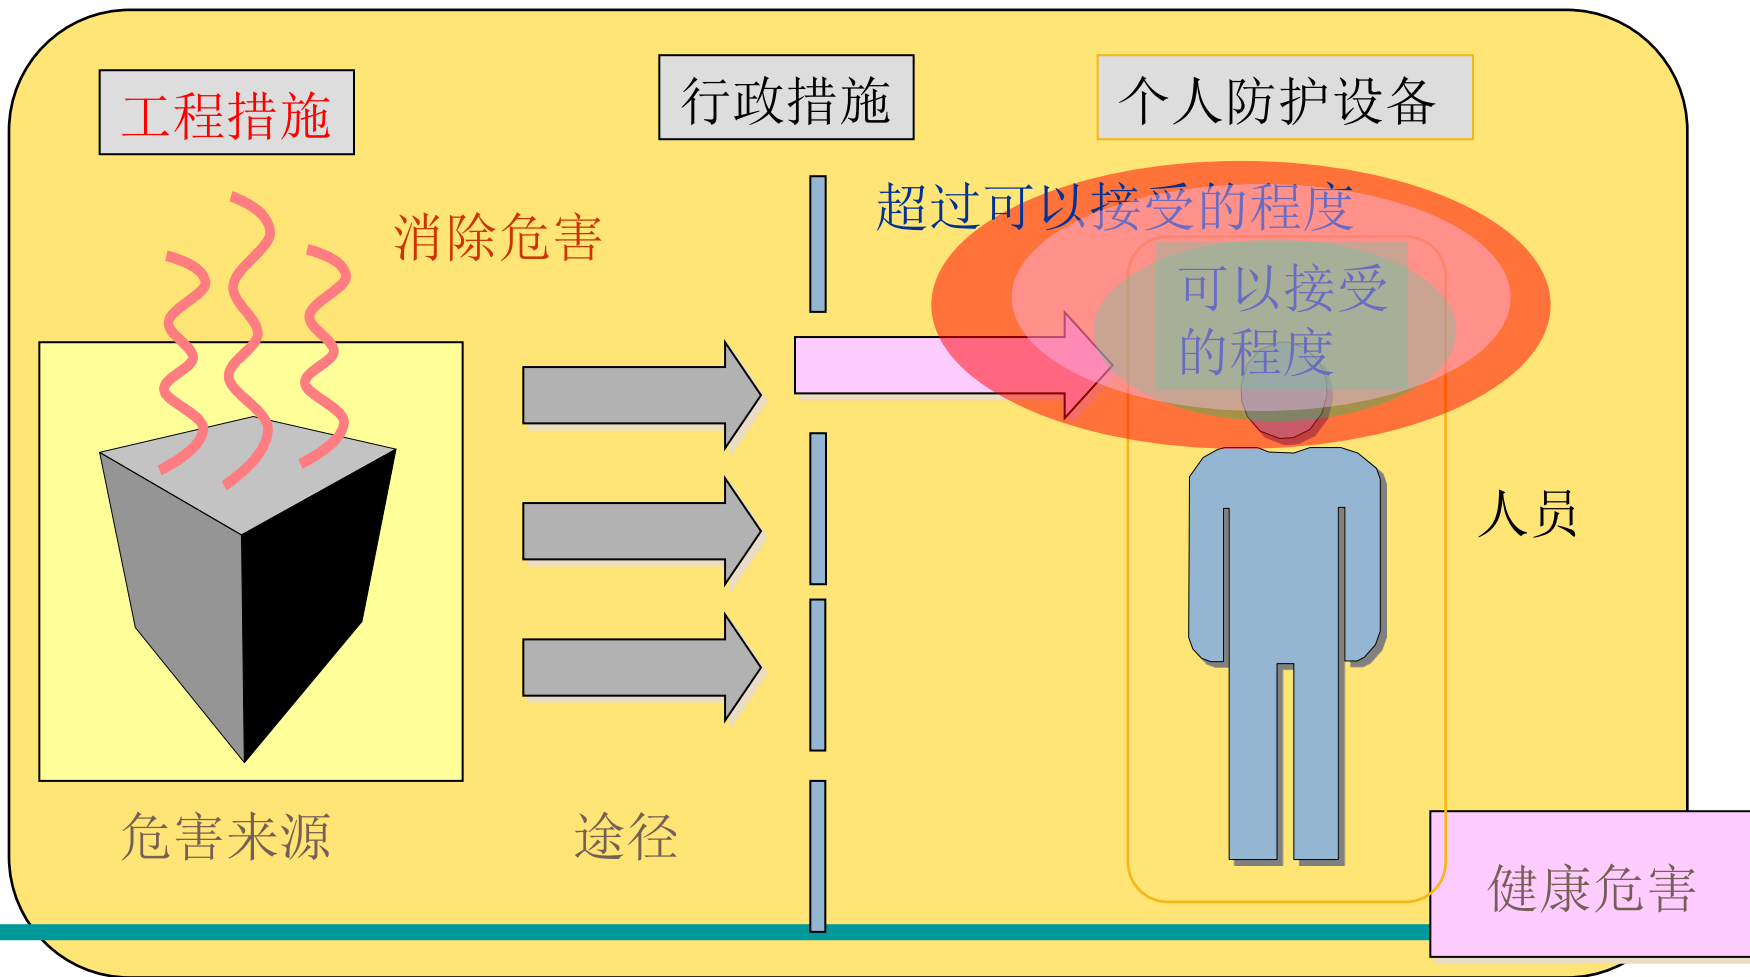 工程措施
行政措施
个人防护设备
消除危害
超过可以接受的程度
可以接受
的程度
人员
危害来源
途径
健康危害